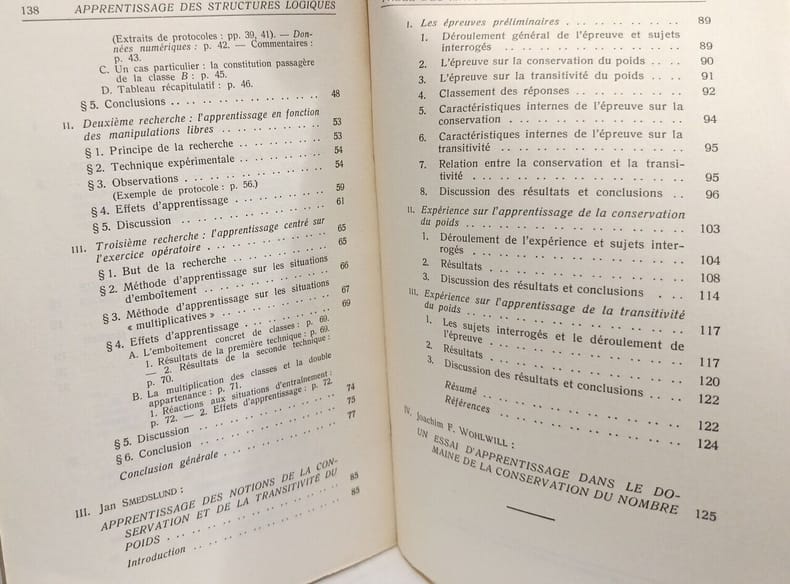 138 APPRENTISSAGE DES STRUCTURES LOGIQUES
(Extraits de protocoles : pp. 39, 41). — Don-
nées numériques : p. 42. — Commentaires :
p. 43.
C. Un cas particulier : la constitution passagère
de la classe B : p. 45.
D. Tableau récapitulatif : p. 46.
§ 5. Conclusions . . . . . . . . . . . . . . . . 48
II. Deuxième recherche : l'apprentissage en fonction
des manipulations libres . . . . . . . . . . . 53
§ 1. Principe de la recherche . . . . . . . . . 53
§ 2. Technique expérimentale . . . . . . . . . 54
§ 3. Observations . . . . . . . . . . . . . . . 54
(Exemple de protocole : p. 56.)
§ 4. Effets d'apprentissage . . . . . . . . . . 59
§ 5. Discussion . . . . . . . . . . . . . . . . 61
III. Troisième recherche : l'apprentissage centré sur
l'exercice opératoire . . . . . . . . . . . . 65
§ 1. But de la recherche . . . . . . . . . . . 65
§ 2. Méthode d'apprentissage sur les situations
d'emboîtement . . . . . . . . . . . . . . 66
§ 3. Méthode d'apprentissage sur les situations
« multiplicatives » . . . . . . . . . . . . 67
§ 4. Effets d'apprentissage . . . . . . . . . . 69
A. L'emboîtement concret de classes : p. 69.
1. Résultats de la première technique : p. 69.
— 2. Résultats de la seconde technique :
p. 70.
B. La multiplication des classes et la double
appartenance : p. 71.
1. Réactions aux situations d'entraînement :
p. 72. — 2. Effets d'apprentissage : p. 72.
§ 5. Discussion . . . . . . . . . . . . . . . . 74
§ 6. Conclusion . . . . . . . . . . . . . . . . 75
Conclusion générale . . . . . . . . . . . . . 77
III. Jan SMEDSLUND :
APPRENTISSAGE DES NOTIONS DE LA CON-
SERVATION ET DE LA TRANSITIVITÉ DU
POIDS . . . . . . . . . . . . . . . . . . . 85
Introduction . . . . . . . . . . . . . . . . . 85
I. Les épreuves préliminaires . . . . . . . . . 89
1. Déroulement général de l'épreuve et sujets
interrogés . . . . . . . . . . . . . . . . 89
2. L'épreuve sur la conservation du poids . . . . 90
3. L'épreuve sur la transitivité du poids . . . . 91
4. Classement des réponses . . . . . . . . . 92
5. Caractéristiques internes de l'épreuve sur la
conservation . . . . . . . . . . . . . . . 94
6. Caractéristiques internes de l'épreuve sur la
transitivité . . . . . . . . . . . . . . . 95
7. Relation entre la conservation et la transi-
tivité . . . . . . . . . . . . . . . . . . 95
8. Discussion des résultats et conclusions . . 96
II. Expérience sur l'apprentissage de la conservation
du poids . . . . . . . . . . . . . . . . . . 103
1. Déroulement de l'expérience et sujets inter-
rogés . . . . . . . . . . . . . . . . . . 104
2. Résultats . . . . . . . . . . . . . . . . 108
3. Discussion des résultats et conclusions . . . 114
III. Expérience sur l'apprentissage de la transitivité
du poids . . . . . . . . . . . . . . . . . . 117
1. Les sujets interrogés et le déroulement de
l'épreuve . . . . . . . . . . . . . . . . 117
2. Résultats . . . . . . . . . . . . . . . . 120
3. Discussion des résultats et conclusions . . . 122
Résumé . . . . . . . . . . . . . . . . . . . 122
Références . . . . . . . . . . . . . . . . . 124
IV. Joachim F. WOHLWILL :
UN ESSAI D'APPRENTISSAGE DANS LE DO-
MAINE DE LA CONSERVATION DU NOMBRE 125